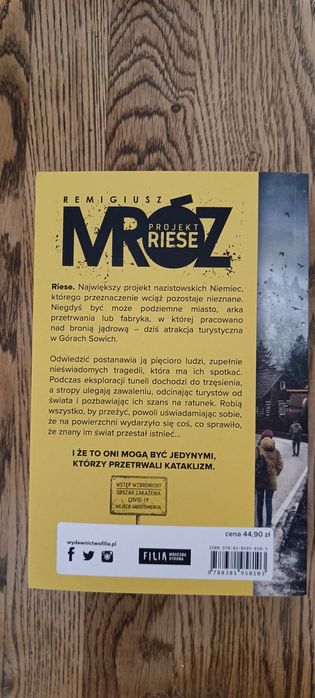 REMIGIUSZ
MRÓZ
PROJEKT
RIESE
Riese. Największy projekt nazistowskich Niemiec,
którego przeznaczenie wciąż pozostaje nieznane.
Niegdyś być może podziemne miasto, arka
przetrwania lub fabryka, w której pracowano
nad bronią jądrową – dziś atrakcja turystyczna
w Górach Sowich.
Odwiedzić postanawia ją pięcioro ludzi, zupełnie
nieświadomych tragedii, która ma ich spotkać.
Podczas eksploracji tuneli dochodzi do trzęsienia,
a stropy ulegają zawaleniu, odcinając turystów od
świata i pozbawiając ich szans na ratunek. Robią
wszystko, by przeżyć, powoli uświadamiając sobie,
że na powierzchni wydarzyło się coś, co sprawiło,
że znany im świat przestał istnieć...
I ŻE TO ONI MOGĄ BYĆ JEDYNYMI,
KTÓRZY PRZETRWALI KATAKLIZM.
WSTĘP WZBRONIONY
OBSZAR ZAKAŻENIA
COVID-19
wydawnictwofilia.pl
FILIA
MROCZNA
STRONA
cena 44,90 zł
9 788381 958103